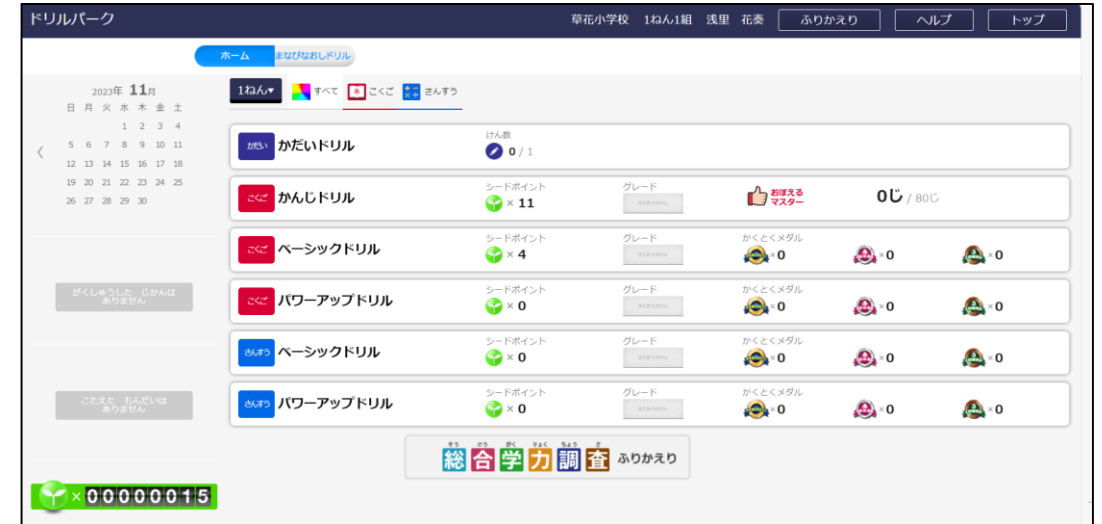 ドリルパーク
草花小学校 1ねん1組 浅里 花奏 ふりかえり ヘルプ トップ
ホーム まなびなおしドリル
2023年 11月
日 月 火 水 木 金 土
1 2 3 4
5 6 7 8 9 10 11
12 13 14 15 16 17 18
19 20 21 22 23 24 25
26 27 28 29 30
がくしゅうした じかんは
ありません
こたえた もんだいは
ありません
× 00000015
1ねん▾ すべて あ こくご さんすう
かだい かだいドリル けん数 0 / 1
こくご かんじドリル シードポイント × 11 グレード おぼえる マスター 0じ / 80じ
こくご ベーシックドリル シードポイント × 4 グレード かくとくメダル ×0 ×0 ×0
こくご パワーアップドリル シードポイント × 0 グレード かくとくメダル ×0 ×0 ×0
さんすう ベーシックドリル シードポイント × 0 グレード かくとくメダル ×0 ×0 ×0
さんすう パワーアップドリル シードポイント × 0 グレード かくとくメダル ×0 ×0 ×0
そう ごう がく りょく ちょう さ
総合学力調査 ふりかえり